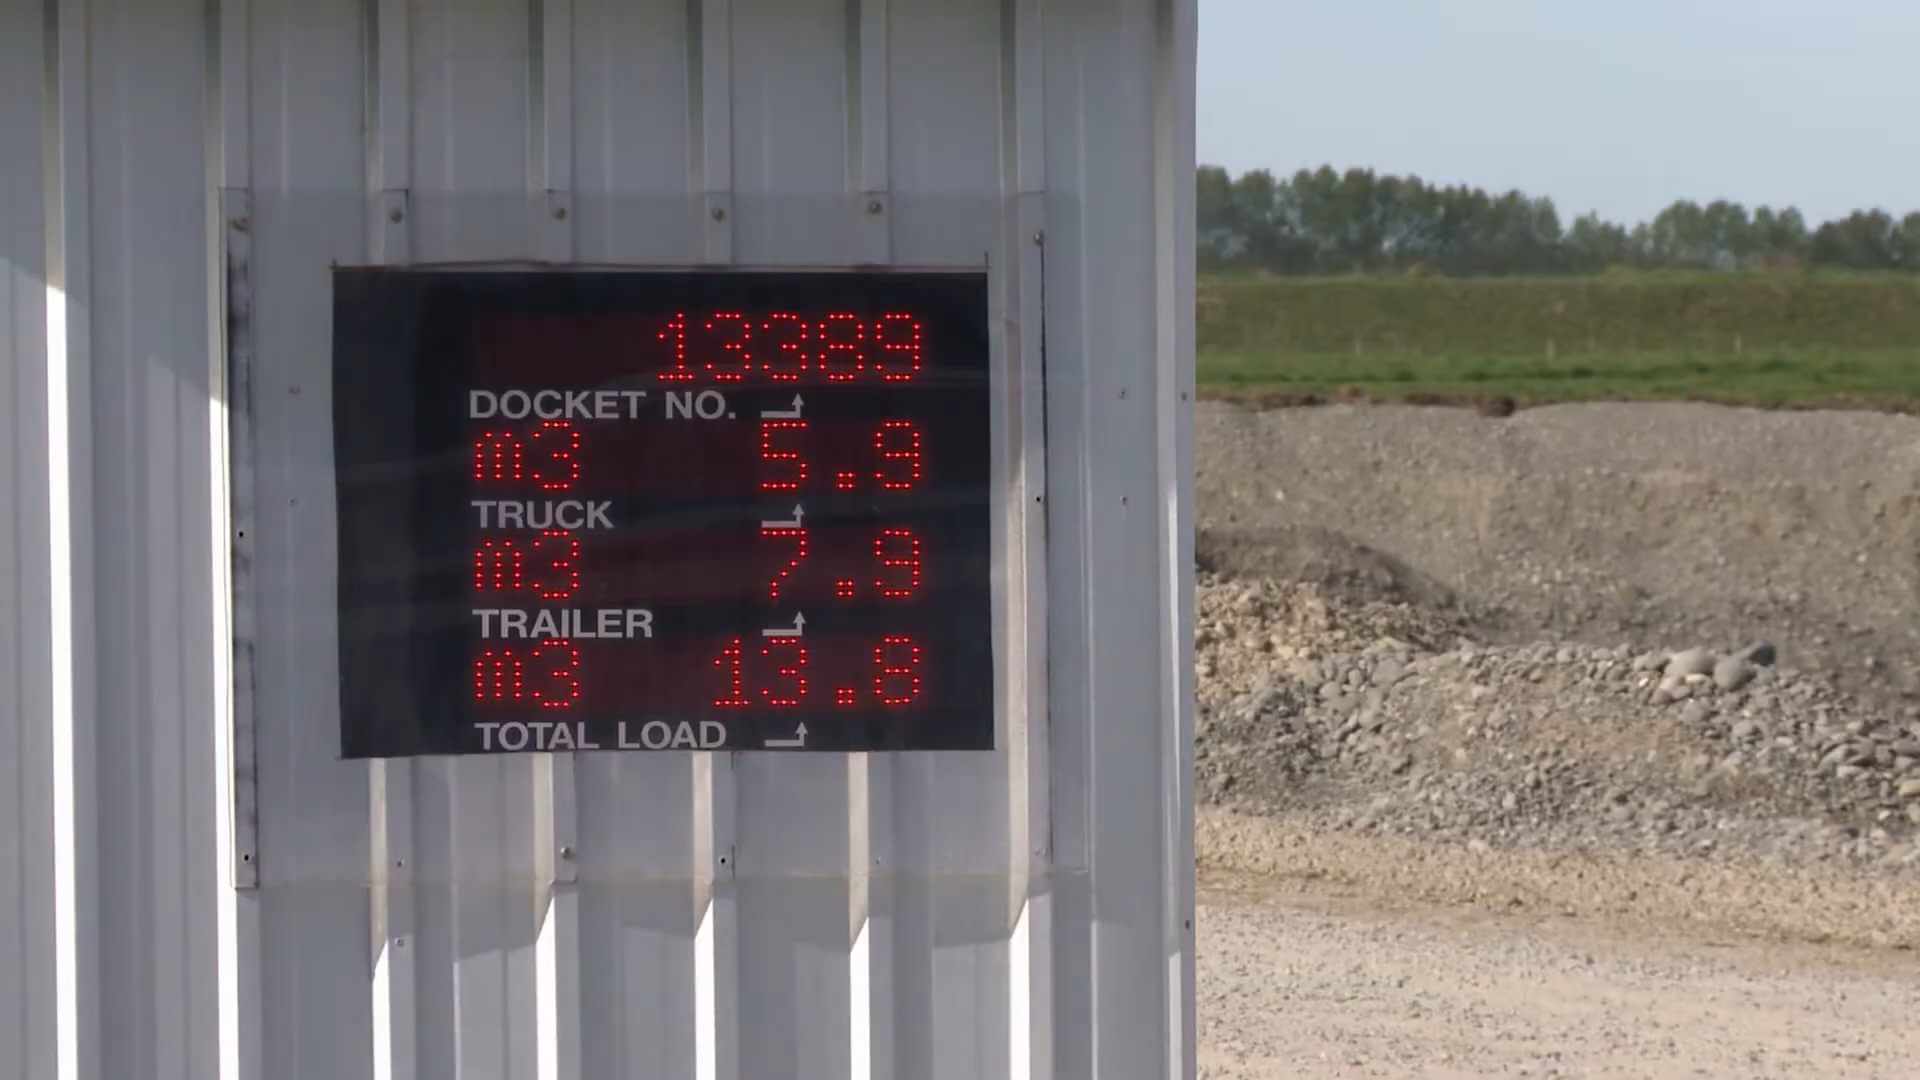 13389
DOCKET NO.
m3 5.9
TRUCK
m3 7.9
TRAILER
m3 13.8
TOTAL LOAD